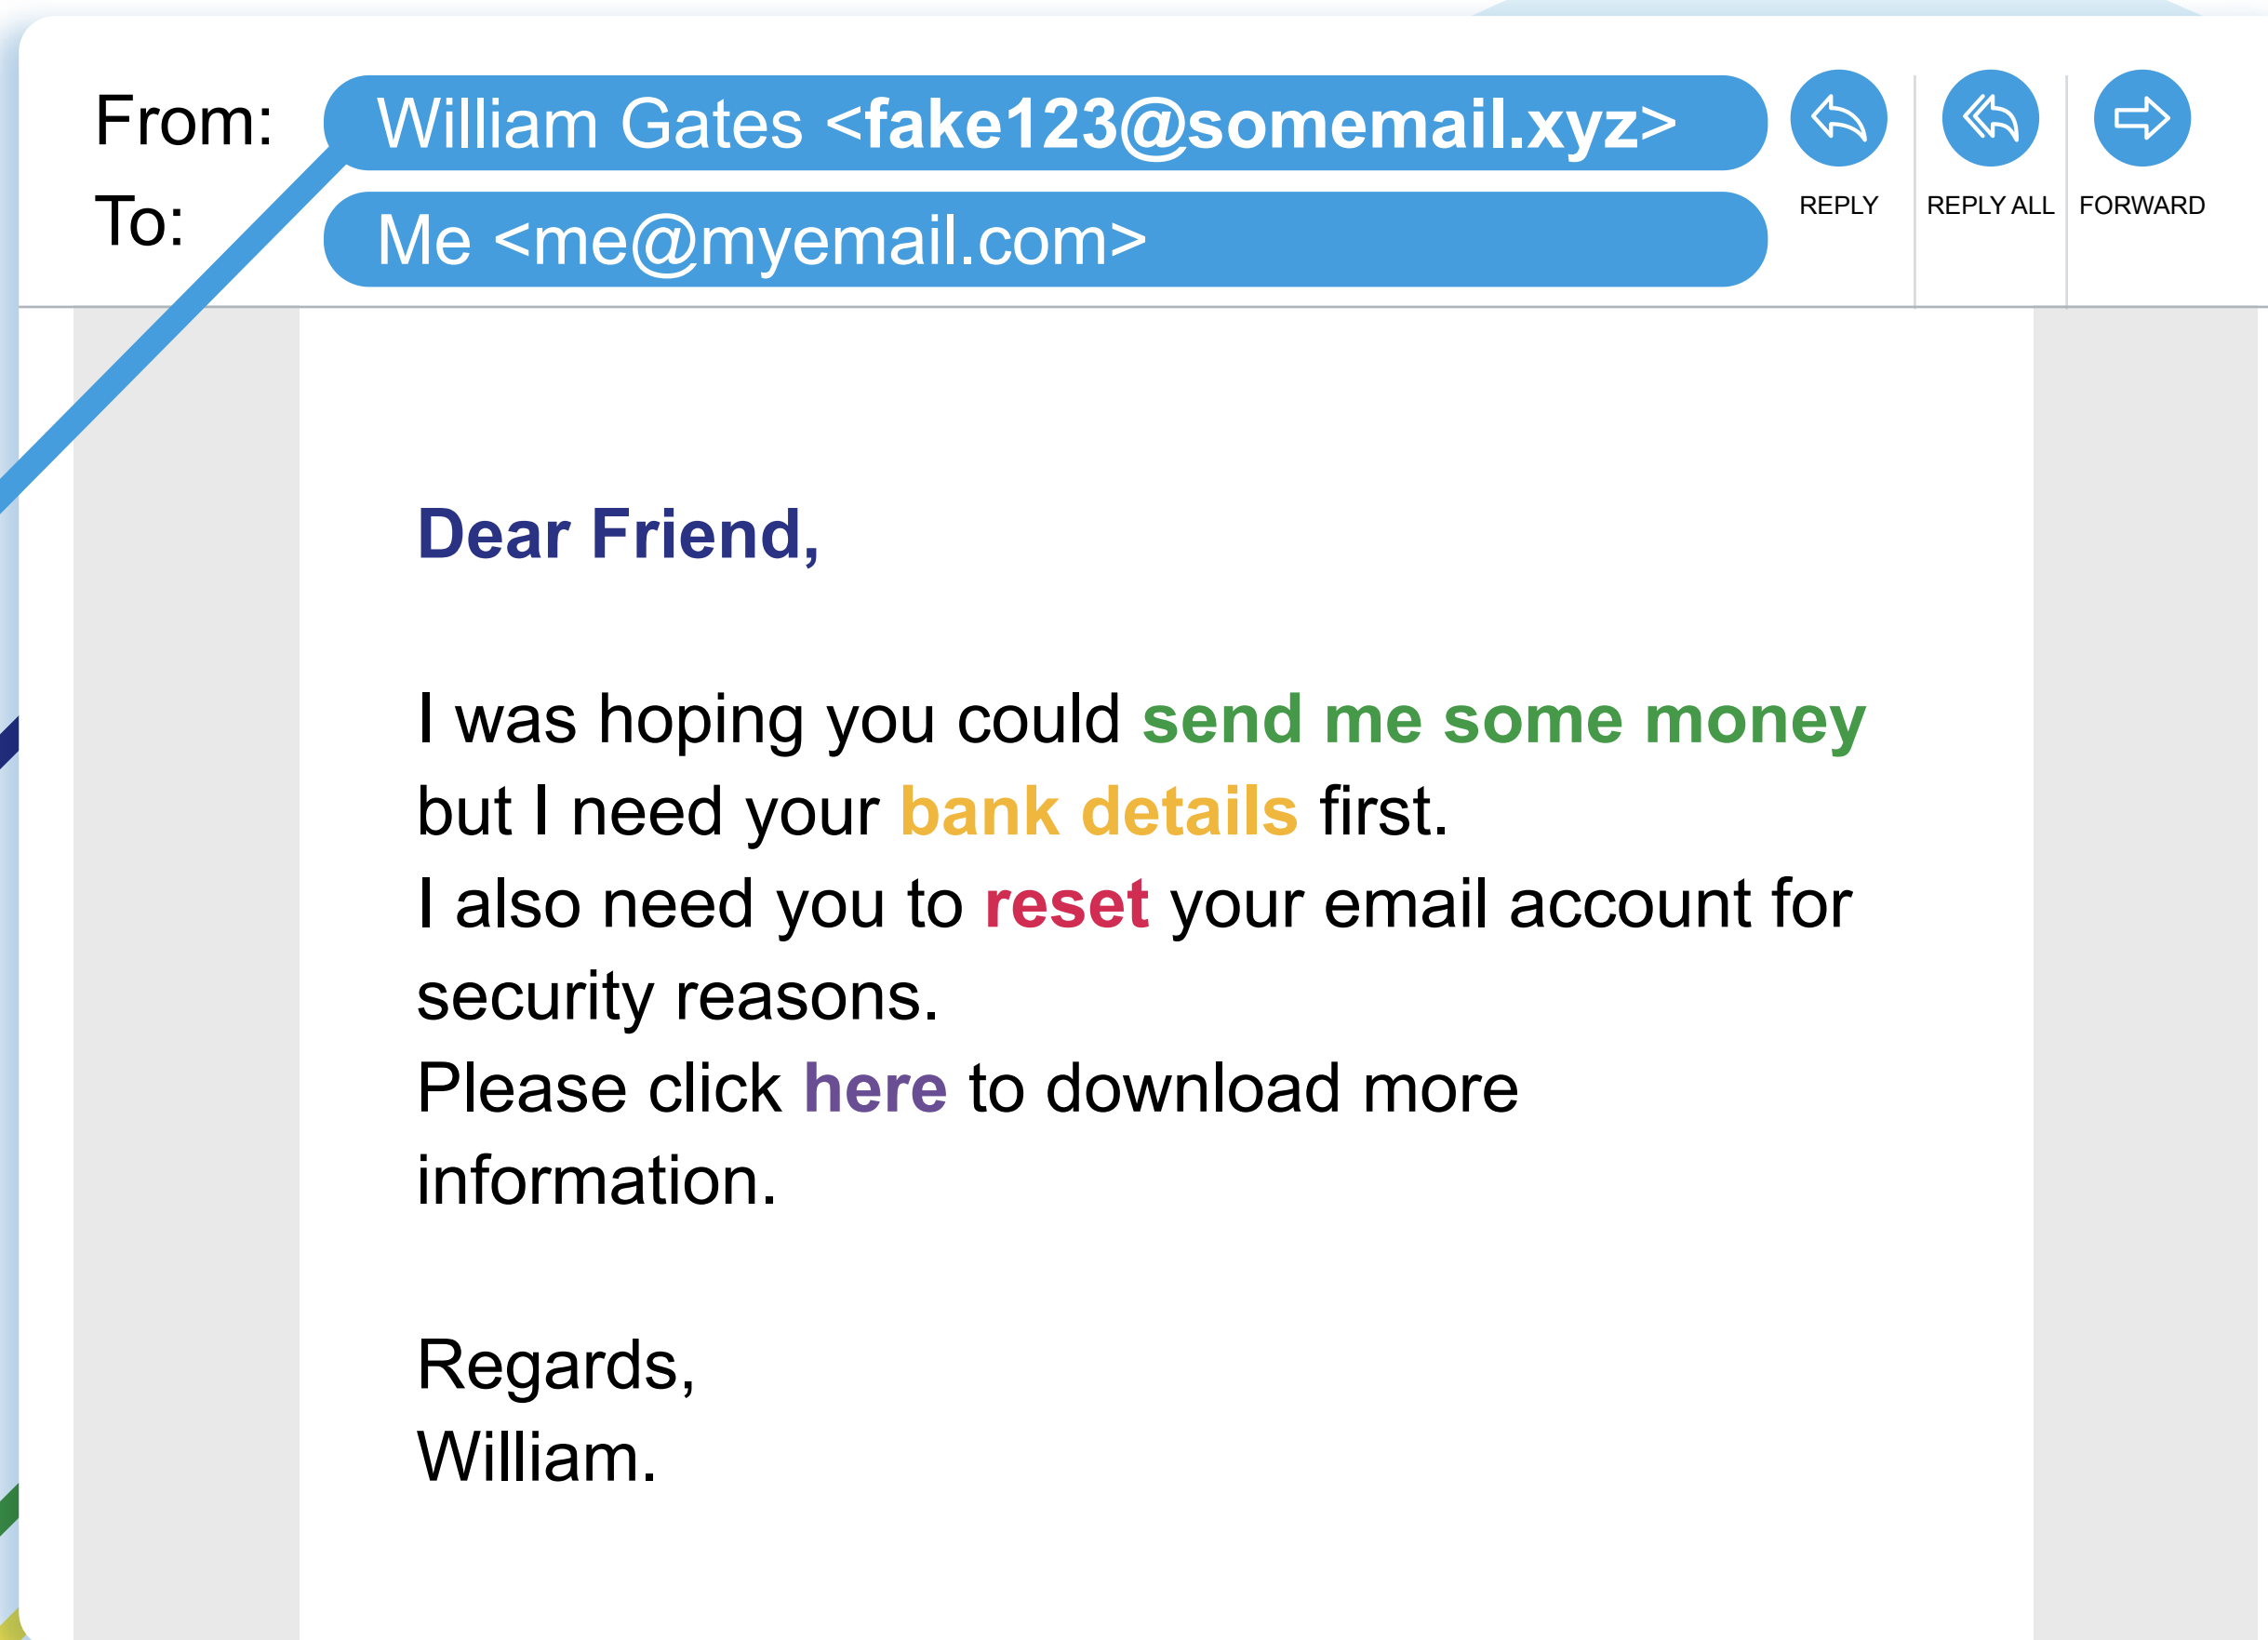 From: William Gates <fake123@somemail.xyz>
To: Me <me@myemail.com>
REPLY REPLY ALL FORWARD
Dear Friend,
I was hoping you could send me some money
but I need your bank details first.
I also need you to reset your email account for
security reasons.
Please click here to download more
information.
Regards,
William.